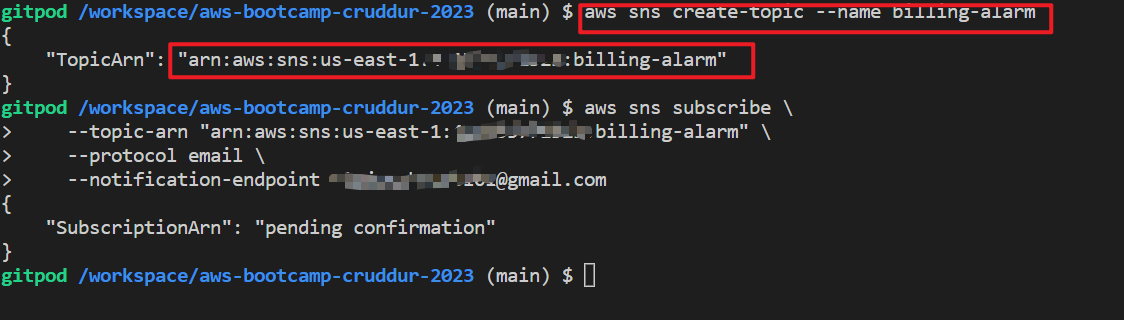 gitpod /workspace/aws-bootcamp-cruddur-2023 (main) $ aws sns create-topic --name billing-alarm
{
    "TopicArn": "arn:aws:sns:us-east-1: :billing-alarm"
}
gitpod /workspace/aws-bootcamp-cruddur-2023 (main) $ aws sns subscribe \
>     --topic-arn "arn:aws:sns:us-east-1: :billing-alarm" \
>     --protocol email \
>     --notification-endpoint @gmail.com
{
    "SubscriptionArn": "pending confirmation"
}
gitpod /workspace/aws-bootcamp-cruddur-2023 (main) $